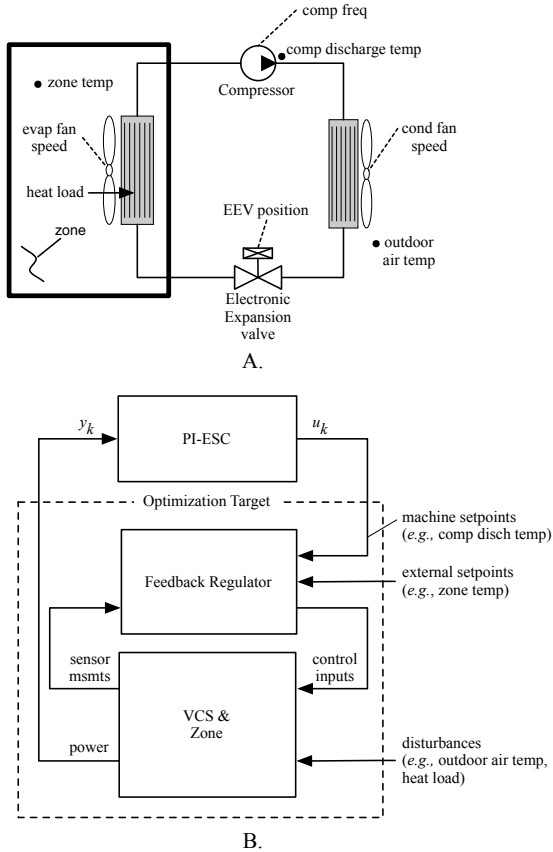 comp freq
comp discharge temp
Compressor
zone temp
evap fan
speed
heat load
zone
cond fan
speed
EEV position
outdoor
air temp
Electronic
Expansion
valve
A.
y_k
PI-ESC
u_k
Optimization Target
machine setpoints
(e.g., comp disch temp)
Feedback Regulator
external setpoints
(e.g., zone temp)
sensor
msmts
control
inputs
VCS &
Zone
power
disturbances
(e.g., outdoor air temp,
heat load)
B.